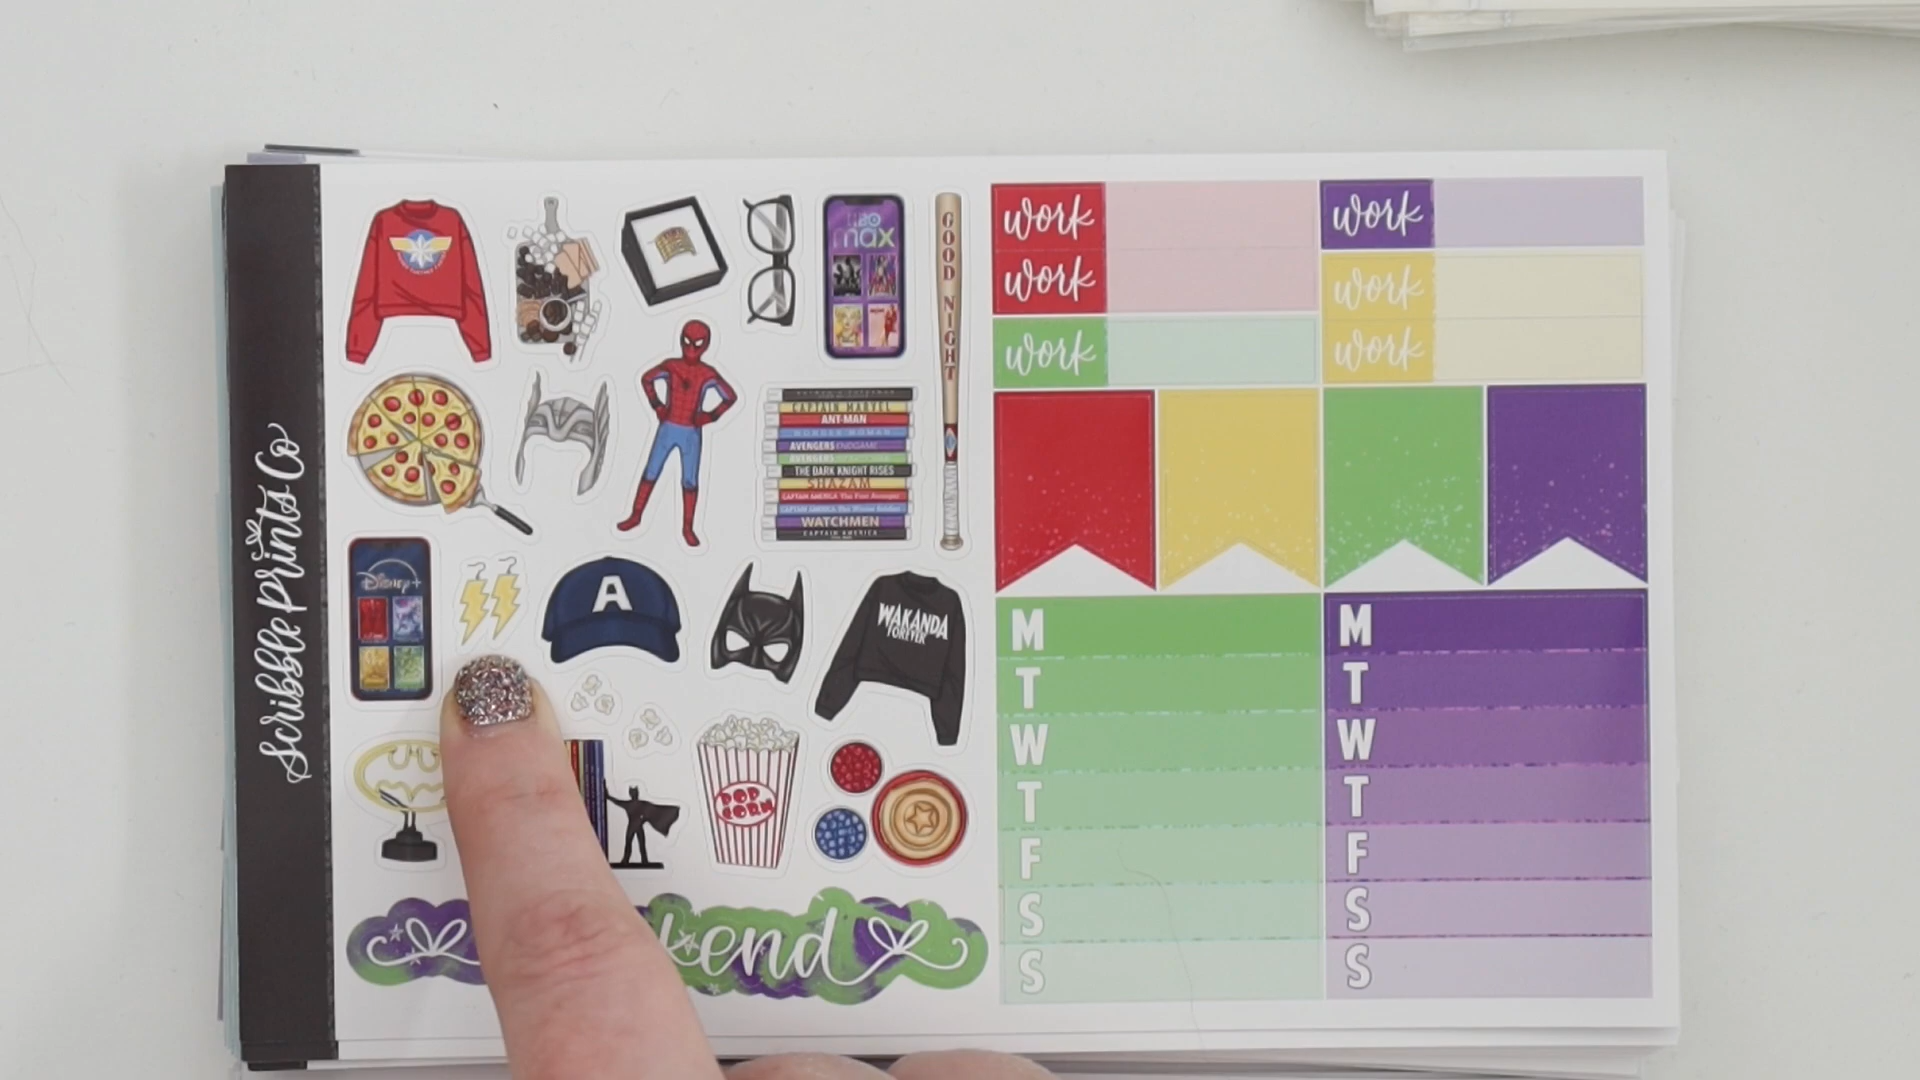 Scribble Prints Co
HBO
max
GOOD NIGHT
CAPTAIN MARVEL
ANT-MAN
WONDER WOMAN
AVENGERS ENDGAME
AVENGERS
THE DARK KNIGHT RISES
SHAZAM
CAPTAIN AMERICA The First Avenger
CAPTAIN AMERICA The Winter Soldier
WATCHMEN
CAPTAIN AMERICA
Disney+
A
WAKANDA
FOREVER
POP
CORN
kend
work
work
work
work
work
work
M
T
W
T
F
S
S
M
T
W
T
F
S
S